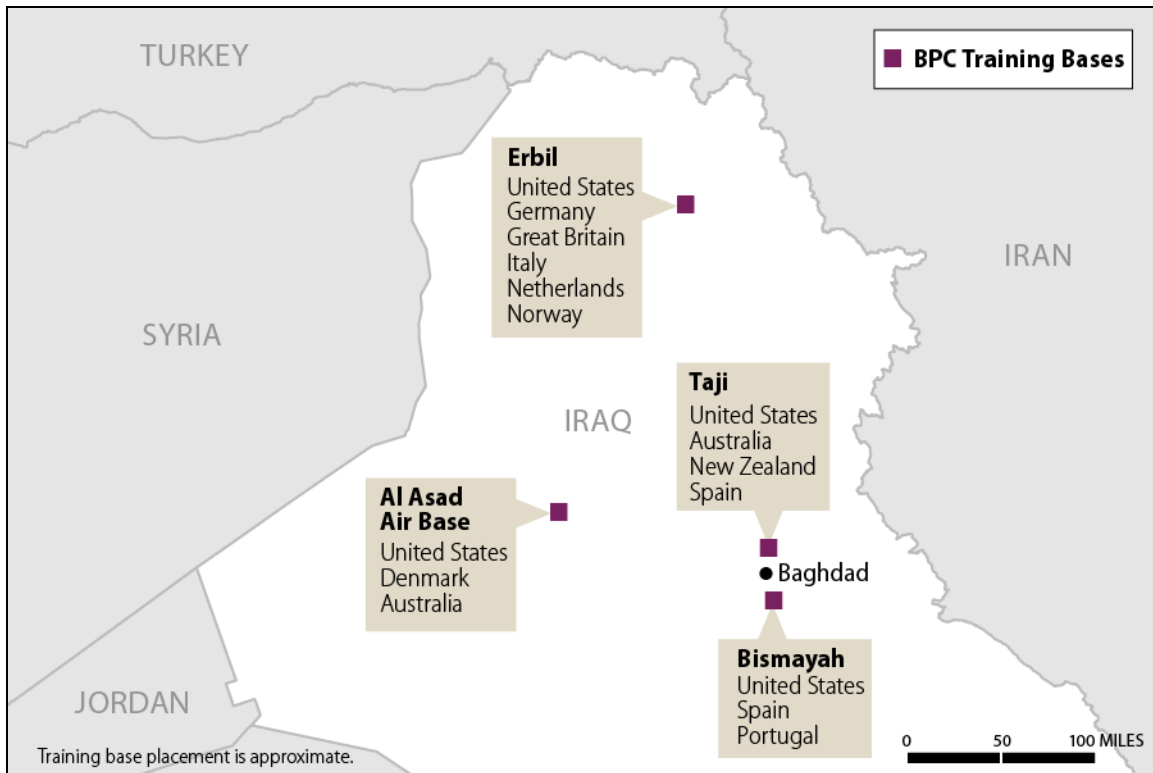 TURKEY
BPC Training Bases
Erbil
United States
Germany
Great Britain
Italy
Netherlands
Norway
IRAN
SYRIA
Taji
United States
Australia
New Zealand
Spain
IRAQ
Al Asad
Air Base
United States
Denmark
Australia
Baghdad
Bismayah
United States
Spain
Portugal
JORDAN
Training base placement is approximate.
0 50 100 MILES